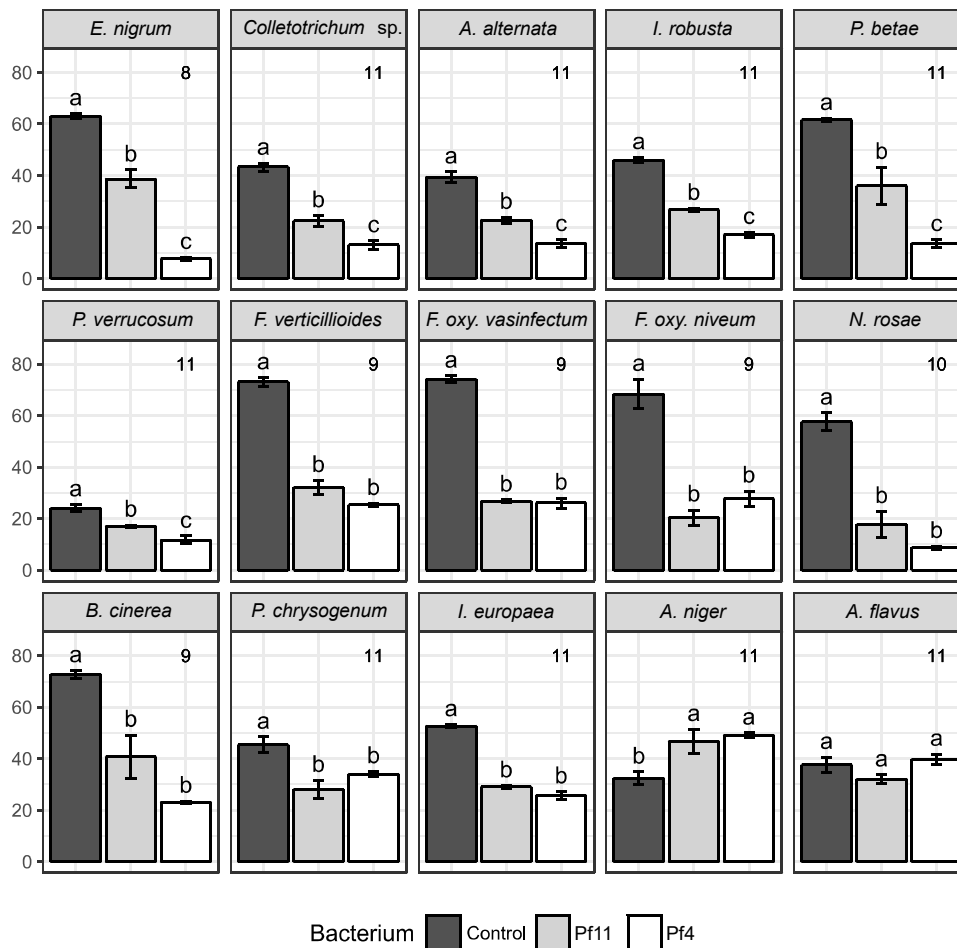 E. nigrum Colletotrichum sp. A. alternata I. robusta P. betae
80 8 11 11 11 11
a a a a a
60
b b b b b
40
c c c c c
20
0
P. verrucosum F. verticillioides F. oxy. vasinfectum F. oxy. niveum N. rosae
80 11 9 9 9 10
a a a a a
60
b b b b b
40
c b b b b
20
0
B. cinerea P. chrysogenum I. europaea A. niger A. flavus
80 9 11 11 11 11
a a a b a
60
b b b a a
40
b b b a a
20
0
Bacterium Control Pf11 Pf4